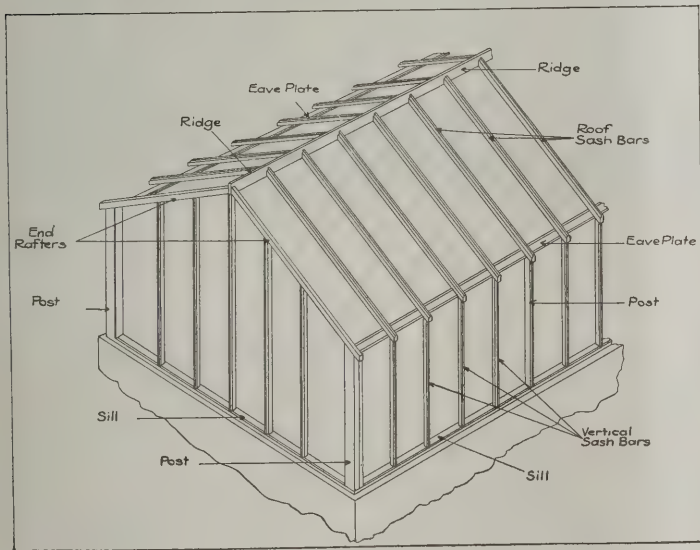 Ridge
Eave Plate
Ridge
Roof
Sash Bars
End
Rafters
Eave Plate
Post
Post
Sill
Vertical
Sash Bars
Post
Sill